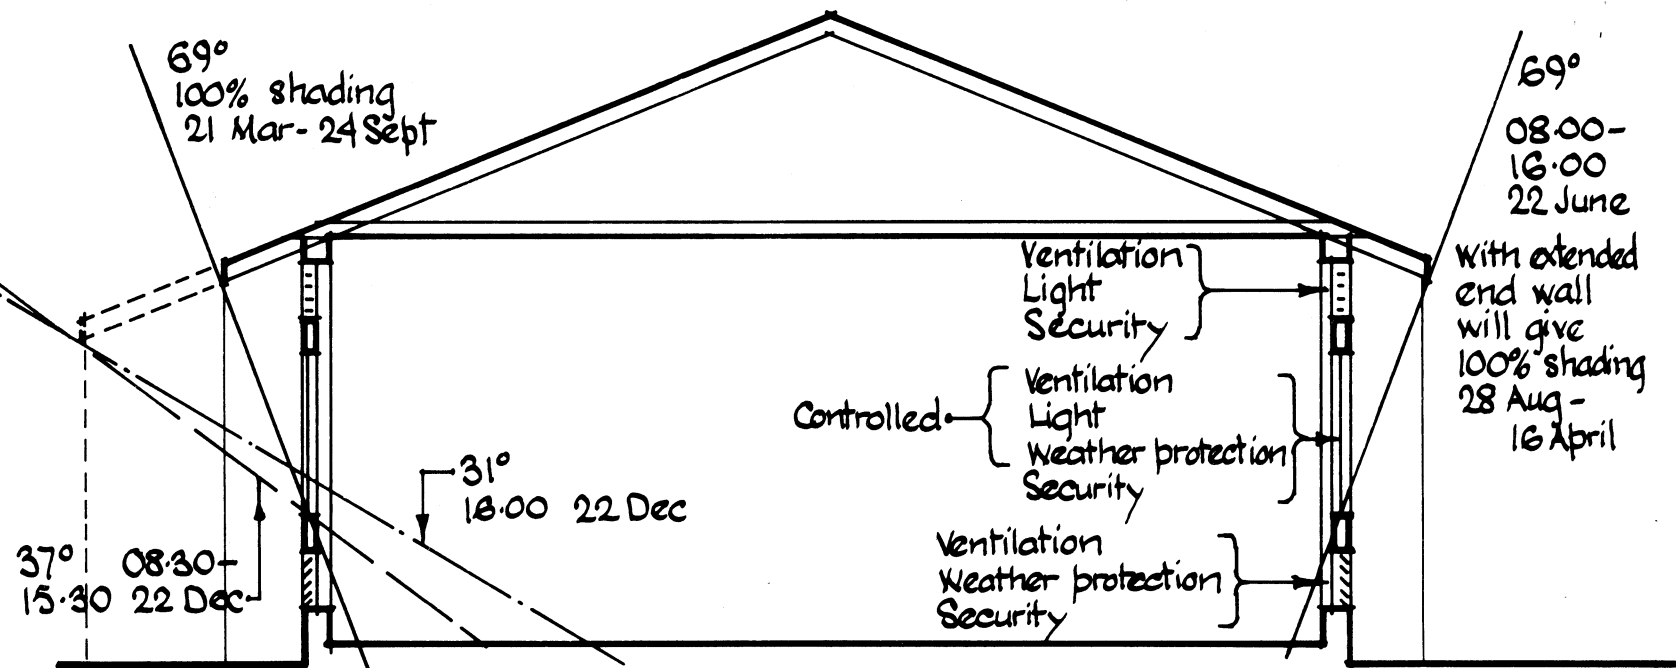 69°
100% shading
21 Mar - 24 Sept
69°
08.00-
16.00
22 June
With extended
end wall
will give
100% shading
28 Aug -
16 April
Ventilation
Light
Security
Controlled
Ventilation
Light
Weather protection
Security
31°
16.00 22 Dec
37° 08.30-
15.30 22 Dec
Ventilation
Weather protection
Security